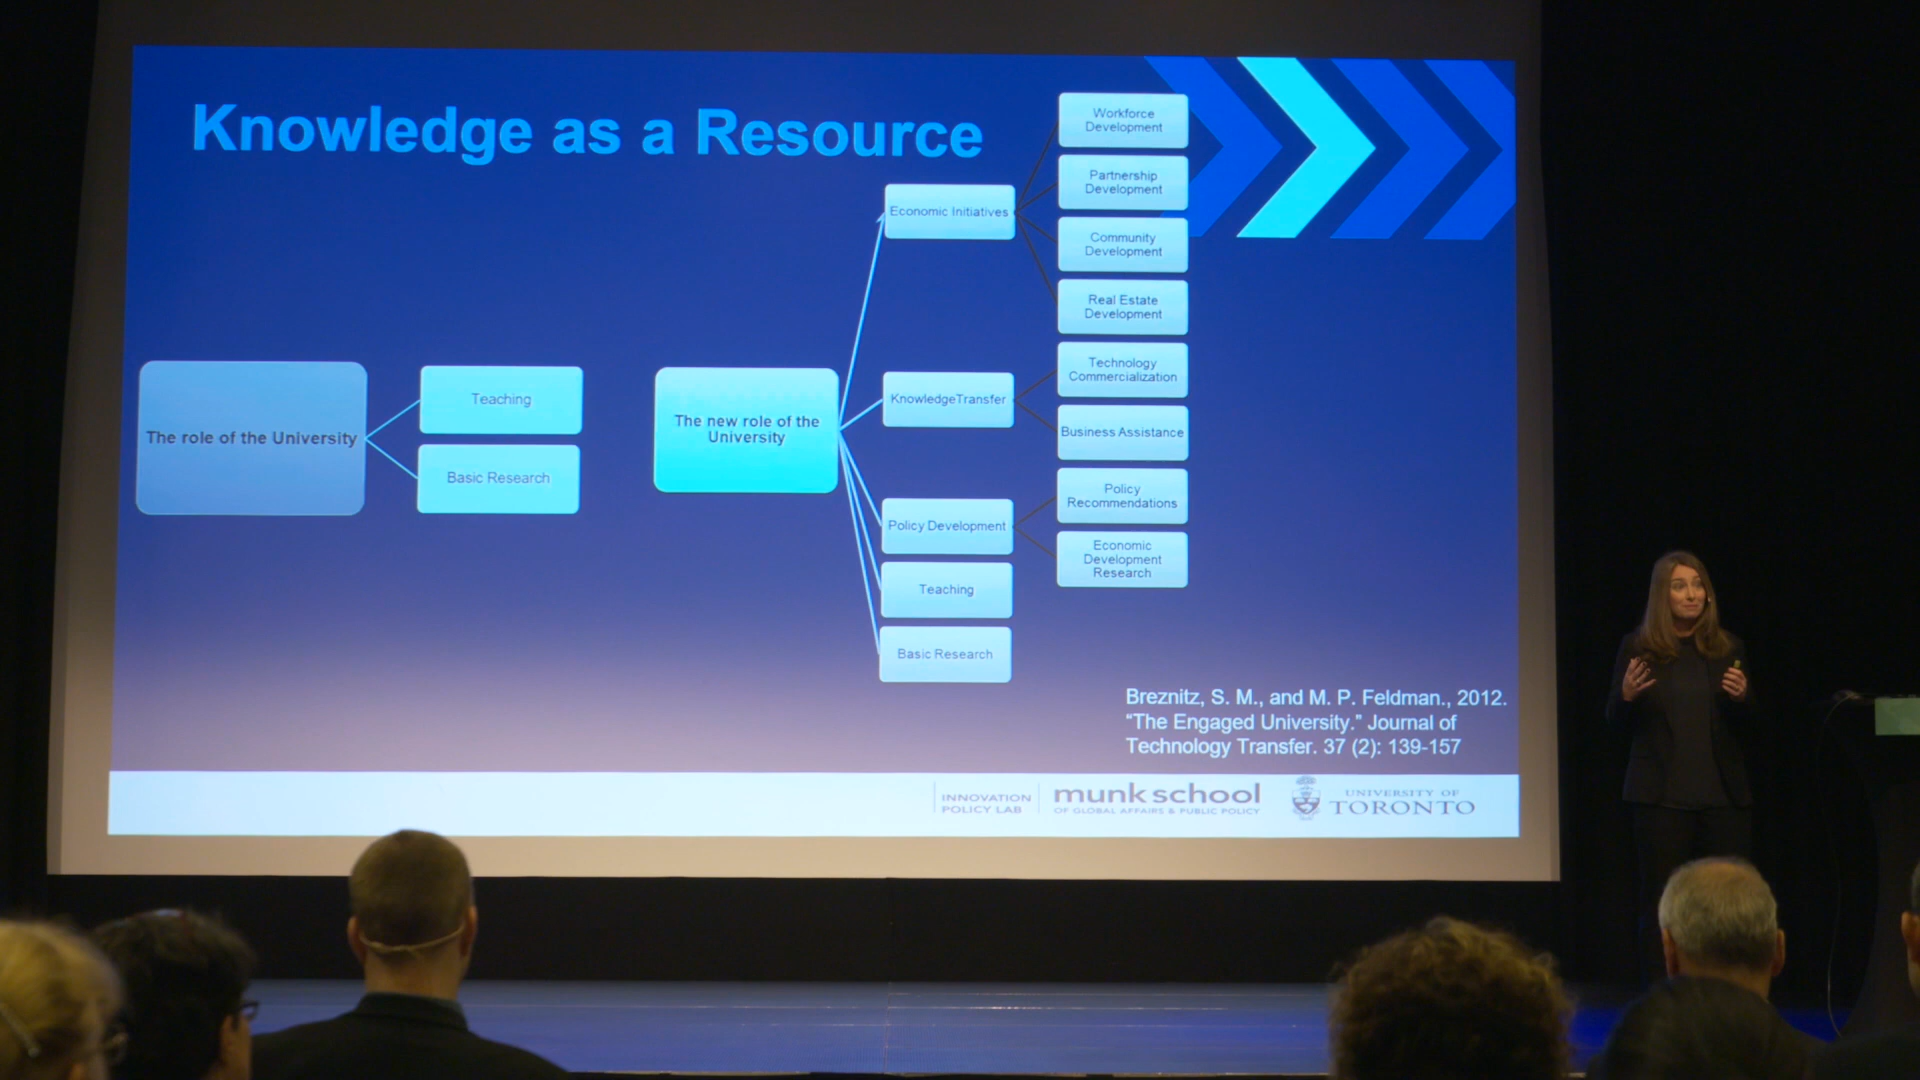 Knowledge as a Resource
The role of the University
Teaching
Basic Research
The new role of the
University
Economic Initiatives
Workforce
Development
Partnership
Development
Community
Development
Real Estate
Development
KnowledgeTransfer
Technology
Commercialization
Business Assistance
Policy Development
Policy
Recommendations
Economic
Development
Research
Teaching
Basic Research
Breznitz, S. M., and M. P. Feldman., 2012.
“The Engaged University.” Journal of
Technology Transfer. 37 (2): 139-157
INNOVATION
POLICY LAB
munk school
OF GLOBAL AFFAIRS & PUBLIC POLICY
UNIVERSITY OF
TORONTO